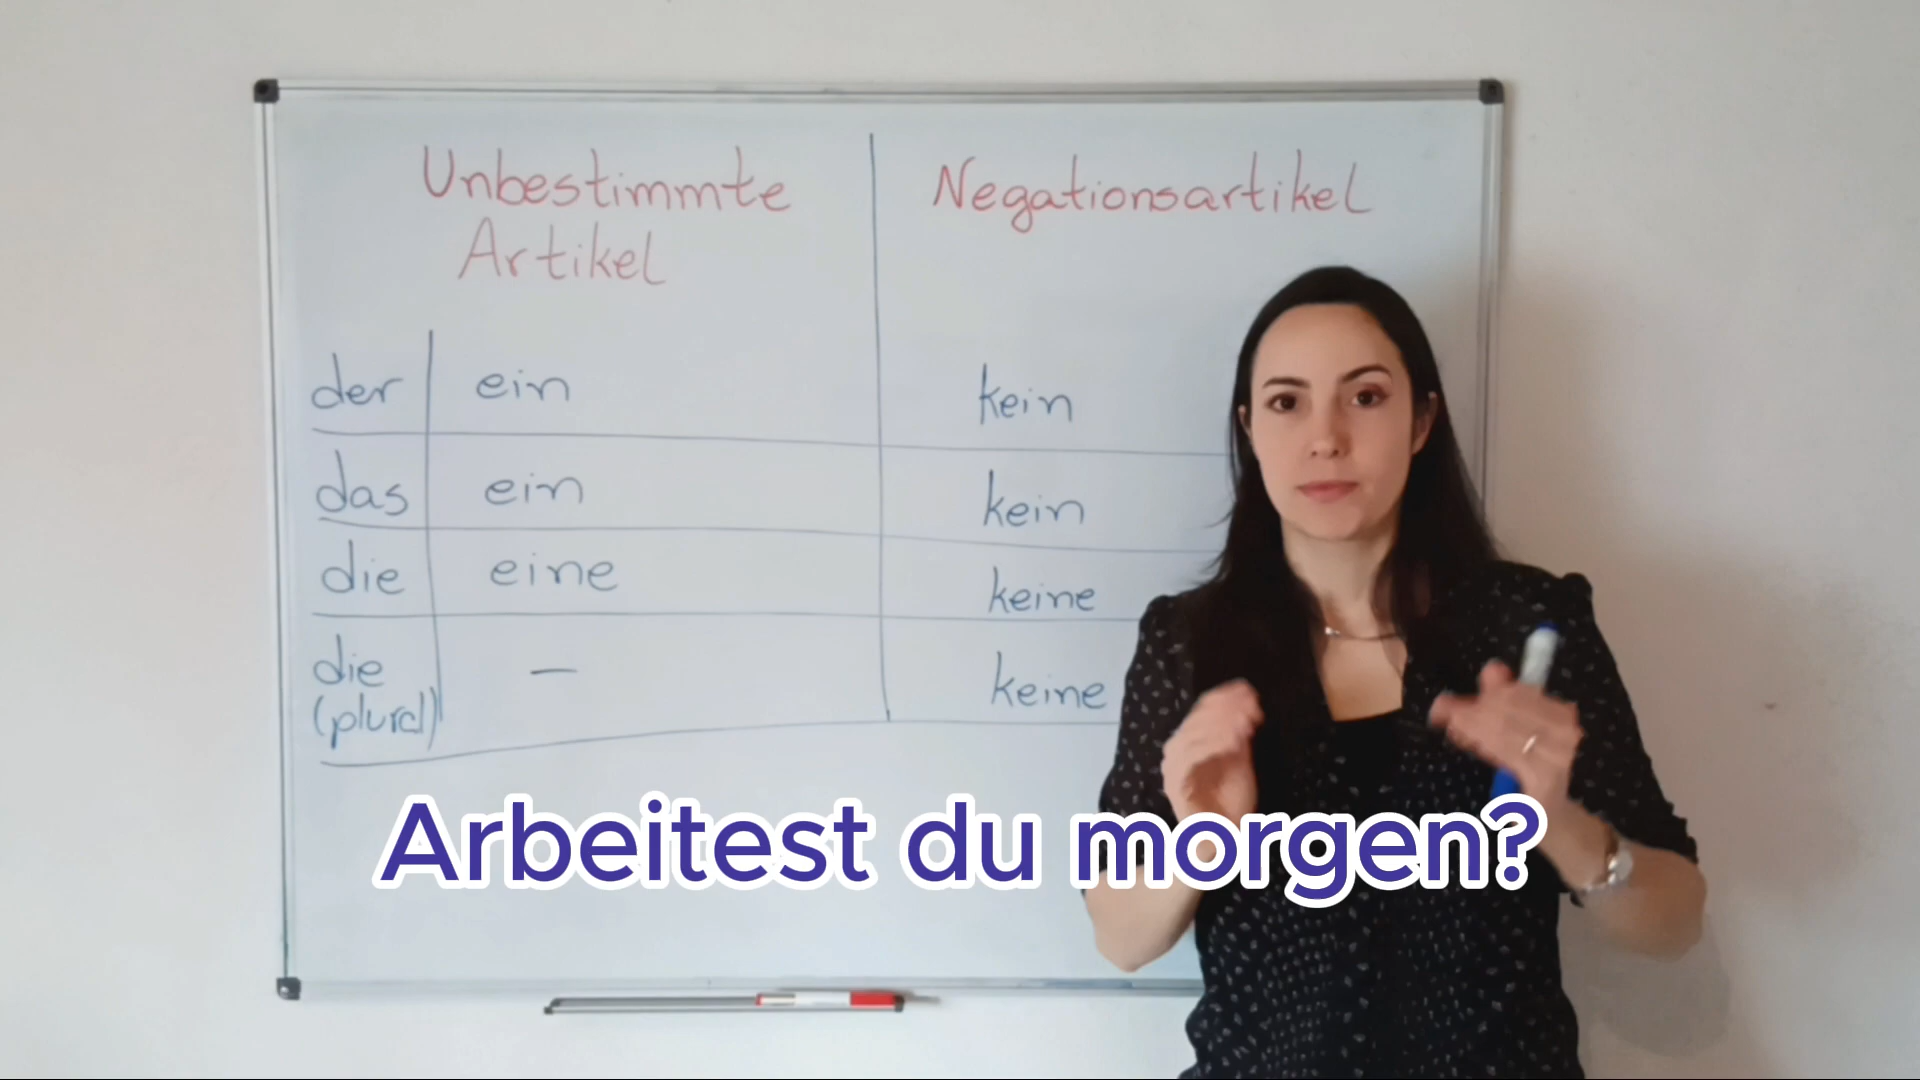 Unbestimmte Artikel
Negationsartikel
der ein kein
das ein kein
die eine keine
die (plural) – keine
Arbeitest du morgen?